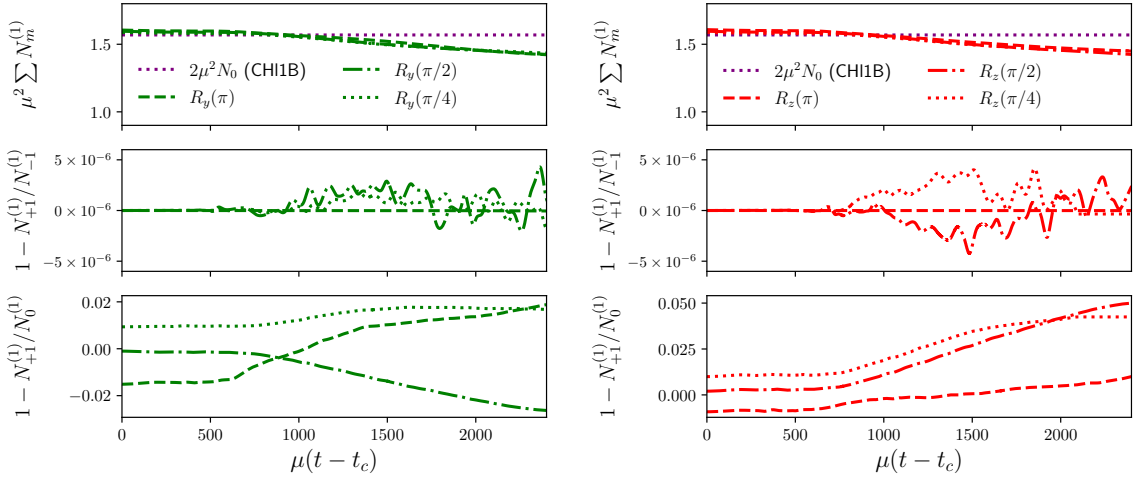 μ² ∑ N_m^(1)
1.5
1.0
2μ²N₀ (CHI1B)
R_y(π)
R_y(π/2)
R_y(π/4)
1 − N_{+1}^(1)/N_{−1}^(1)
5 × 10⁻⁶
0 × 10⁻⁶
−5 × 10⁻⁶
1 − N_{+1}^(1)/N_0^(1)
0.02
0.00
−0.02
0
500
1000
1500
2000
μ(t − t_c)
μ² ∑ N_m^(1)
1.5
1.0
2μ²N₀ (CHI1B)
R_z(π)
R_z(π/2)
R_z(π/4)
1 − N_{+1}^(1)/N_{−1}^(1)
5 × 10⁻⁶
0 × 10⁻⁶
−5 × 10⁻⁶
1 − N_{+1}^(1)/N_0^(1)
0.050
0.025
0.000
0
500
1000
1500
2000
μ(t − t_c)